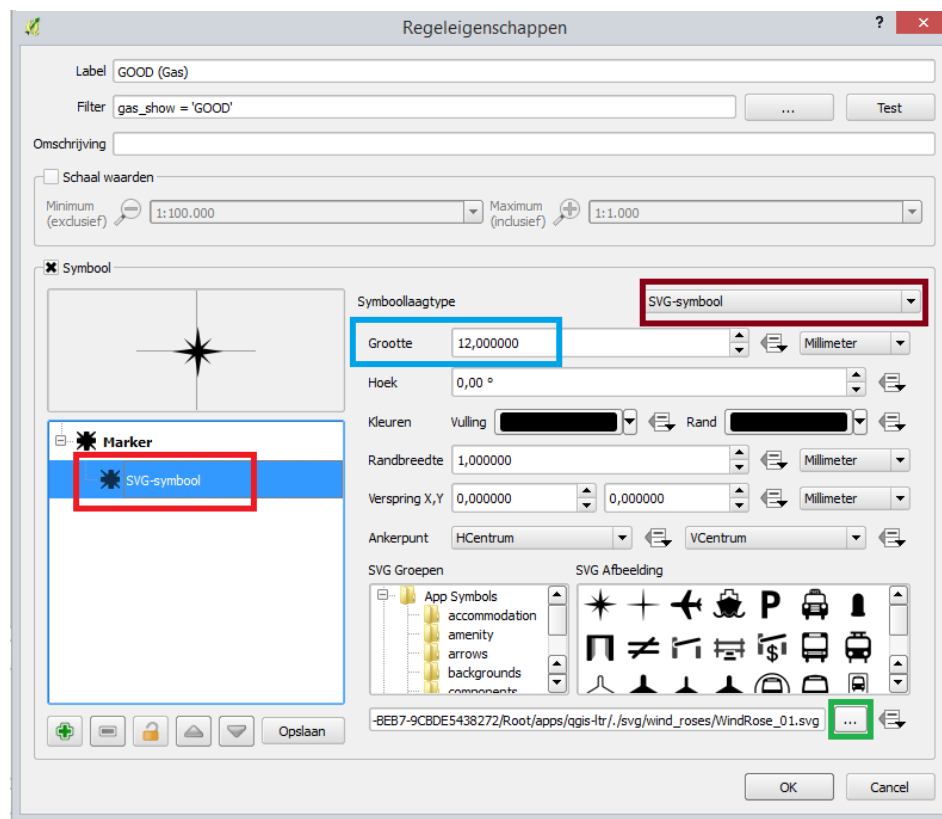 Regeleigenschappen
?
×
Label GOOD (Gas)
Filter gas_show = 'GOOD' ... Test
Omschrijving
Schaal waarden
Minimum (exclusief) 1:100.000 Maximum (inclusief) 1:1.000
Symbool
Symboollaagtype SVG-symbool
Grootte 12,000000 Millimeter
Hoek 0,00 °
Kleuren Vulling Rand
Marker
SVG-symbool
Randbreedte 1,000000 Millimeter
Verspring X,Y 0,000000 0,000000 Millimeter
Ankerpunt HCentrum VCentrum
SVG Groepen SVG Afbeelding
App Symbols
accommodation
amenity
arrows
backgrounds
components
P
$
-BEB7-9CBDE5438272/Root/apps/qgis-ltr/./svg/wind_roses/WindRose_01.svg ...
Opslaan
OK Cancel